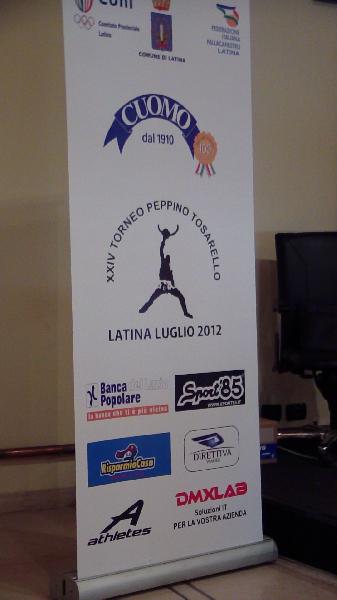 CONI
Comitato Provinciale
Latina
COMUNE DI LATINA
FEDERAZIONE
ITALIANA
PALLACANESTRO
LATINA
CUOMO
dal 1910
100
XXIV TORNEO PEPPINO TOSARELLO
LATINA LUGLIO 2012
Banca del Lazio
Popolare
la banca che ti è più vicina
Sport'85
RisparmioCasa
DIRETTIVA
athletes
DMXLAB
Soluzioni IT
PER LA VOSTRA AZIENDA